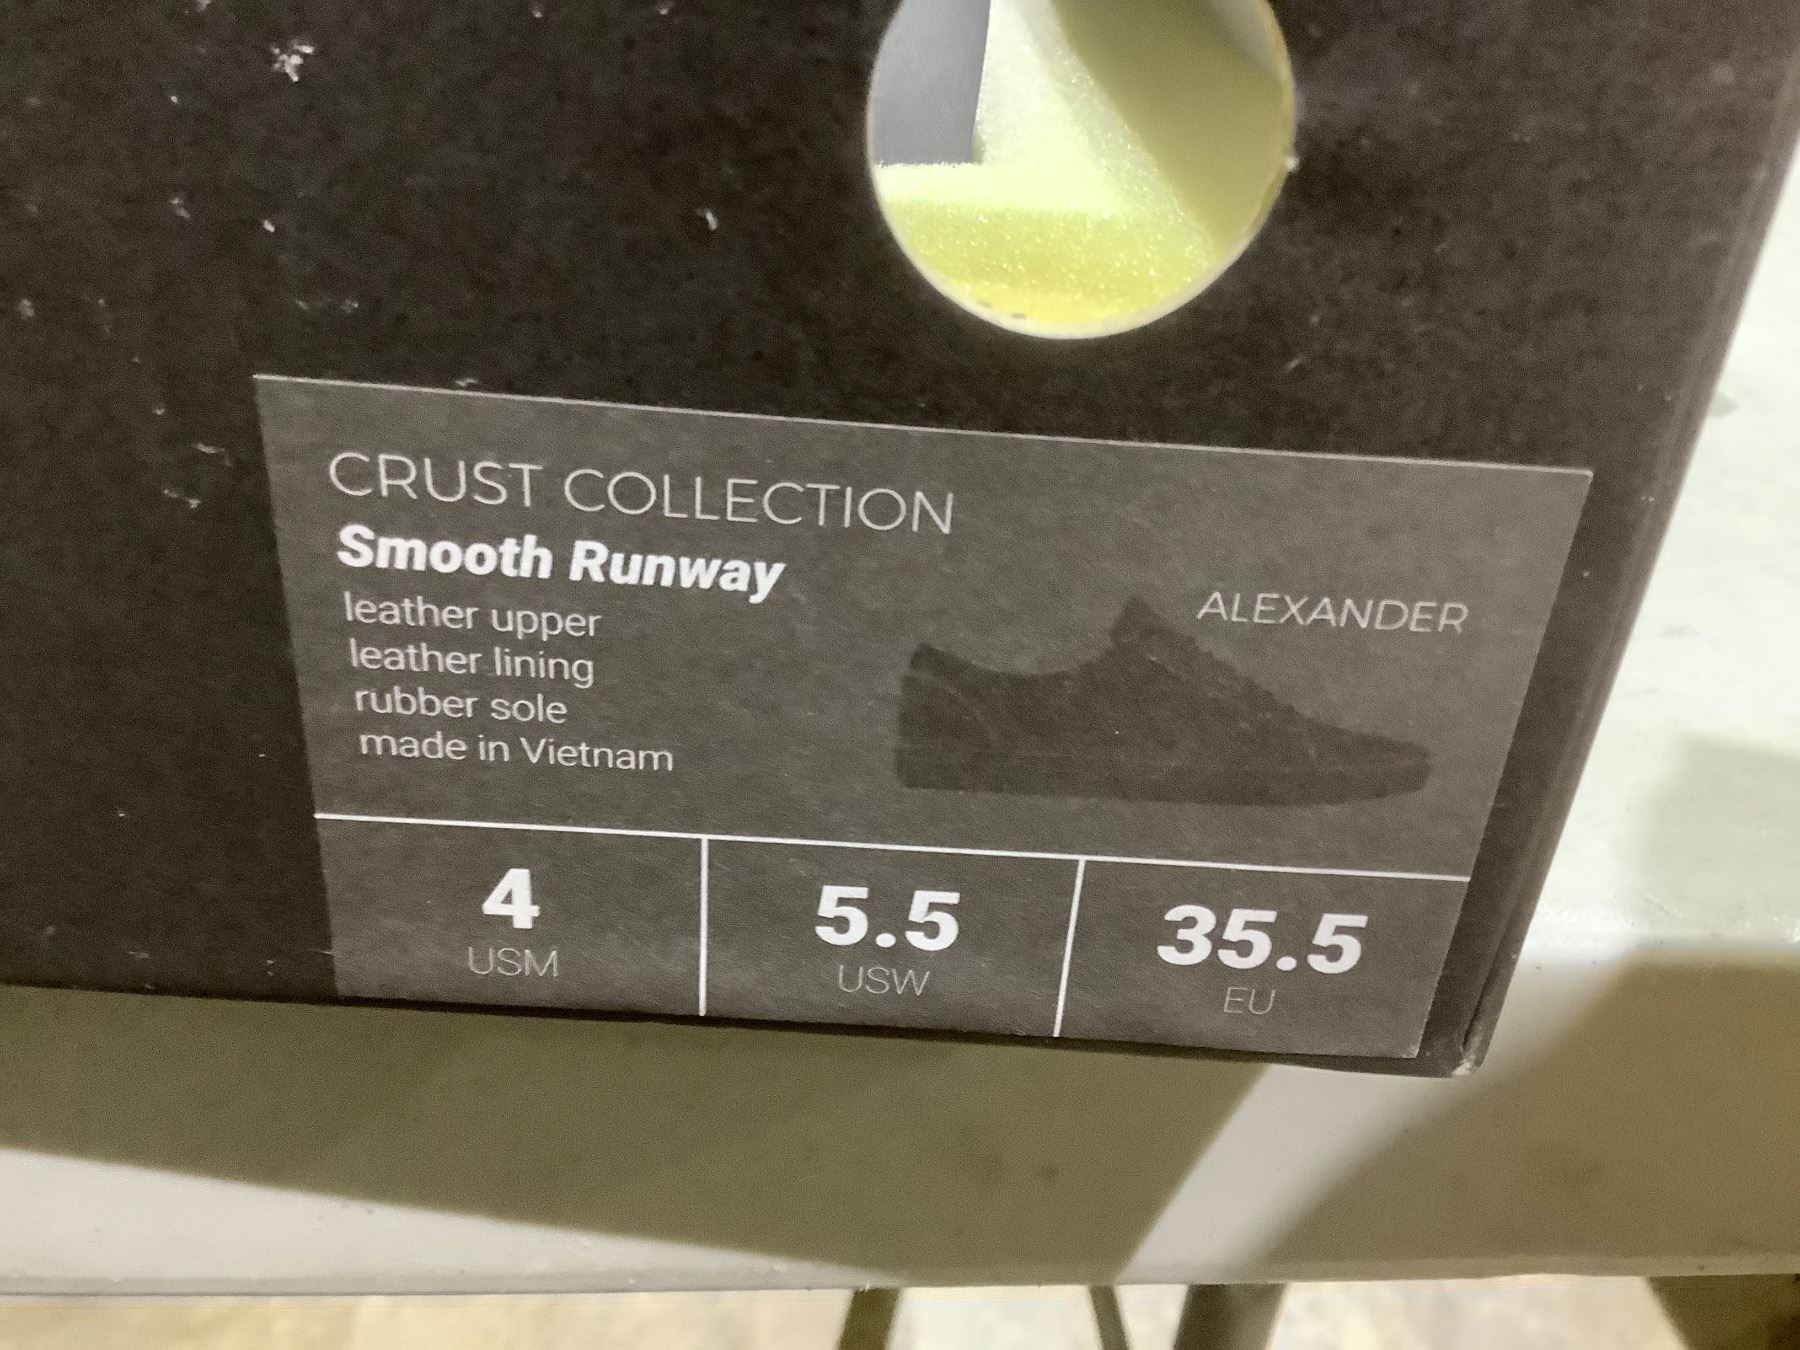 CRUST COLLECTION
Smooth Runway
leather upper
leather lining
rubber sole
made in Vietnam
ALEXANDER
4
USM
5.5
USW
35.5
EU